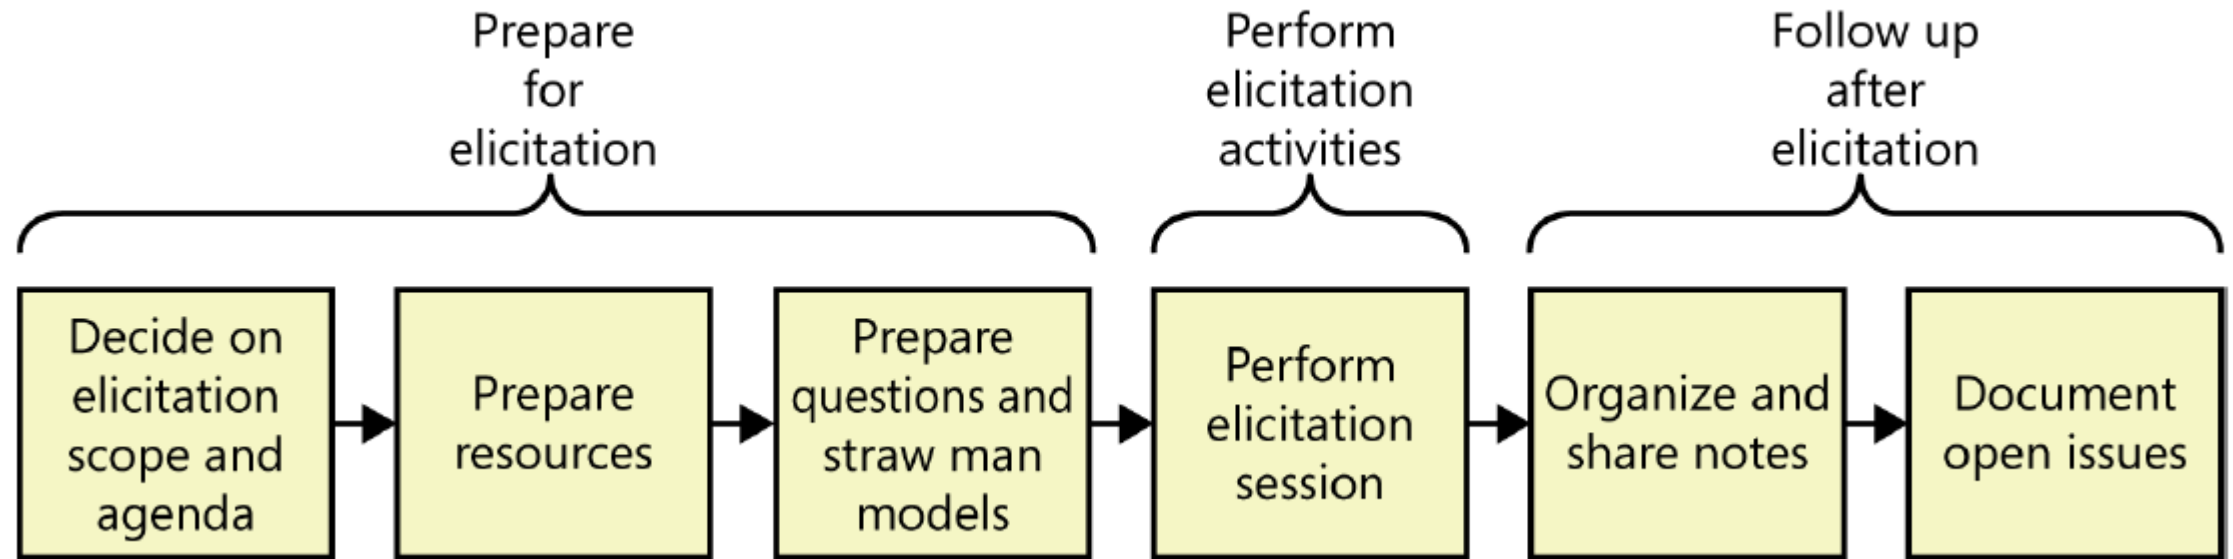 Prepare
for
elicitation
Perform
elicitation
activities
Follow up
after
elicitation
Decide on
elicitation
scope and
agenda
Prepare
resources
Prepare
questions and
straw man
models
Perform
elicitation
session
Organize and
share notes
Document
open issues